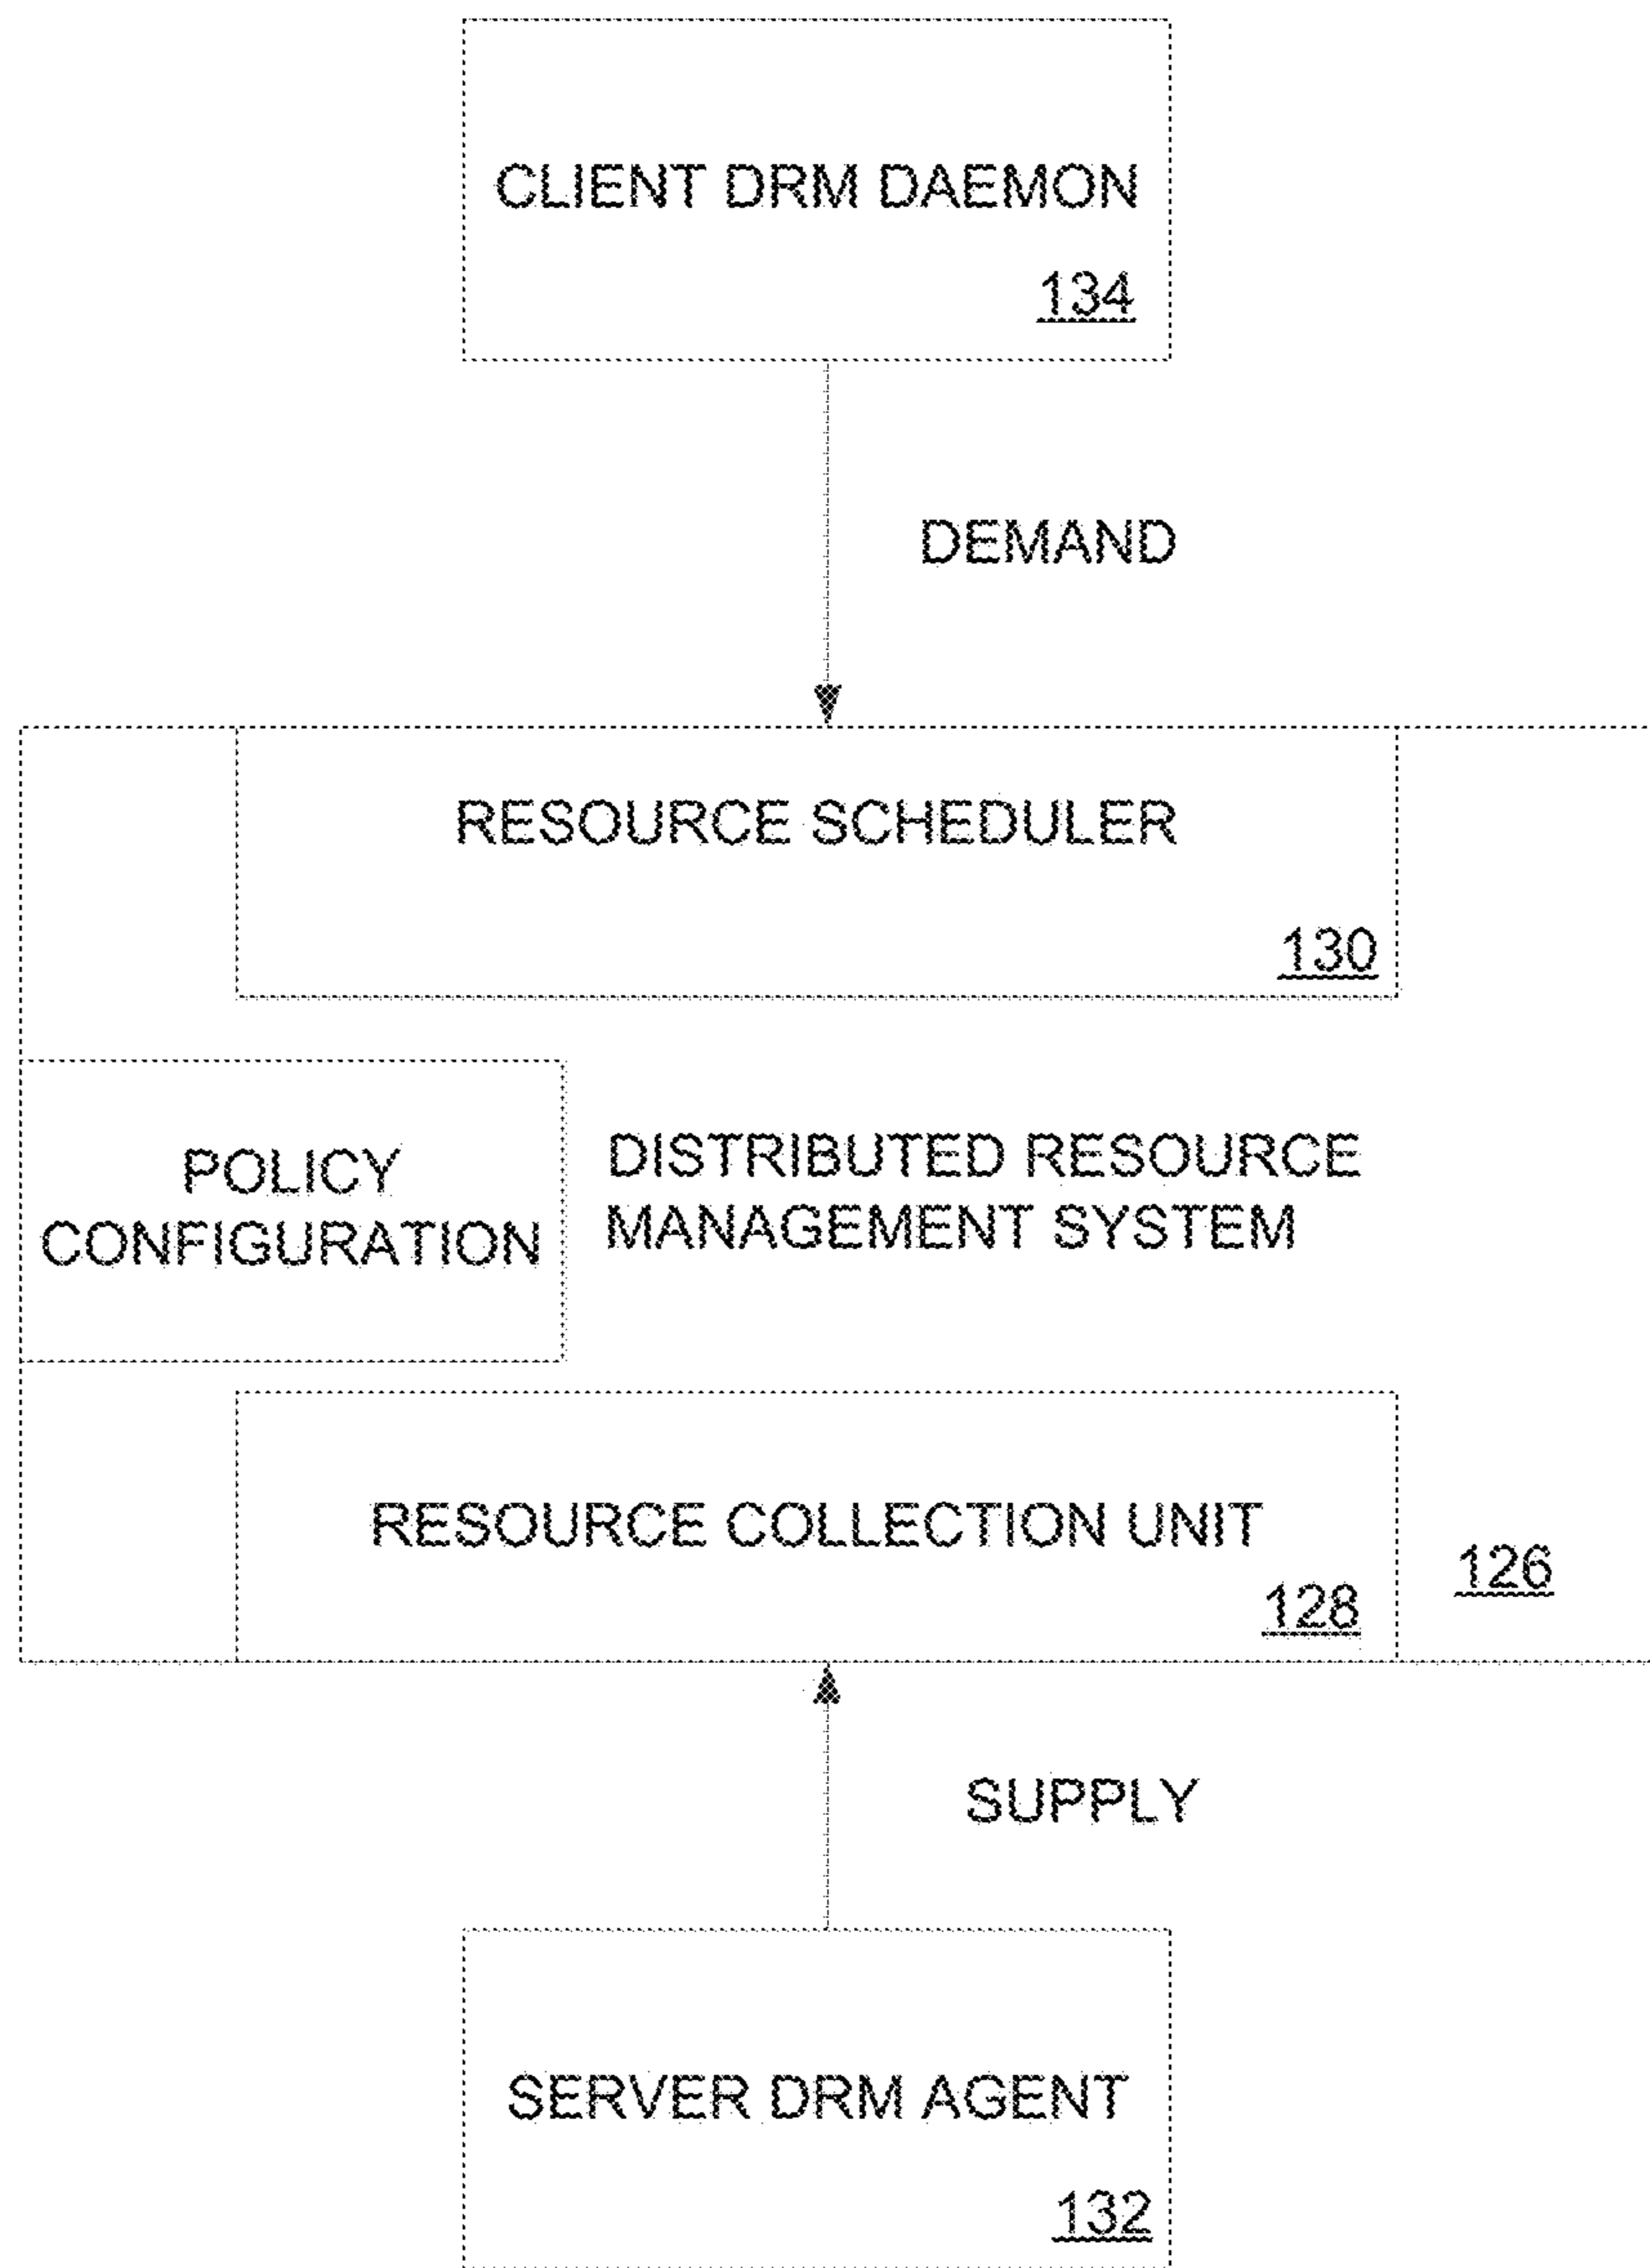 CLIENT DRM DAEMON
134
DEMAND
RESOURCE SCHEDULER
130
POLICY
CONFIGURATION
DISTRIBUTED RESOURCE
MANAGEMENT SYSTEM
RESOURCE COLLECTION UNIT
128
126
SUPPLY
SERVER DRM AGENT
132